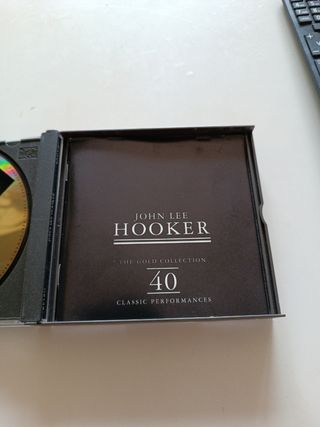 JOHN LEE
HOOKER
THE GOLD COLLECTION
40
CLASSIC PERFORMANCES